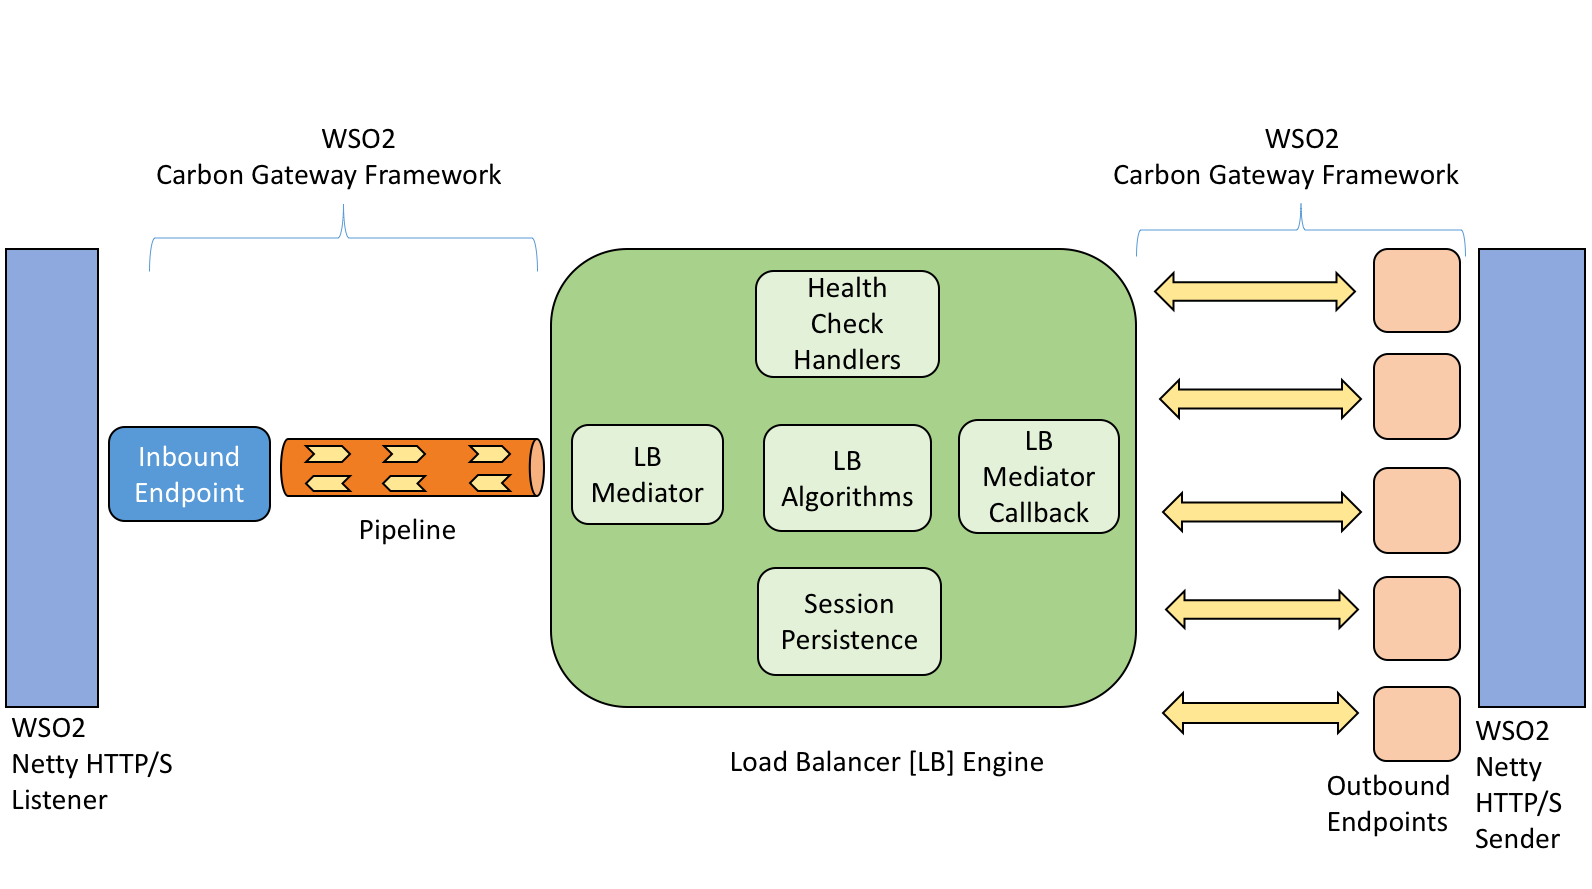 WSO2
Carbon Gateway Framework
WSO2
Carbon Gateway Framework
Health
Check
Handlers
Inbound
Endpoint
Pipeline
LB
Mediator
LB
Algorithms
LB
Mediator
Callback
Session
Persistence
WSO2
Netty HTTP/S
Listener
Load Balancer [LB] Engine
Outbound
Endpoints
WSO2
Netty
HTTP/S
Sender